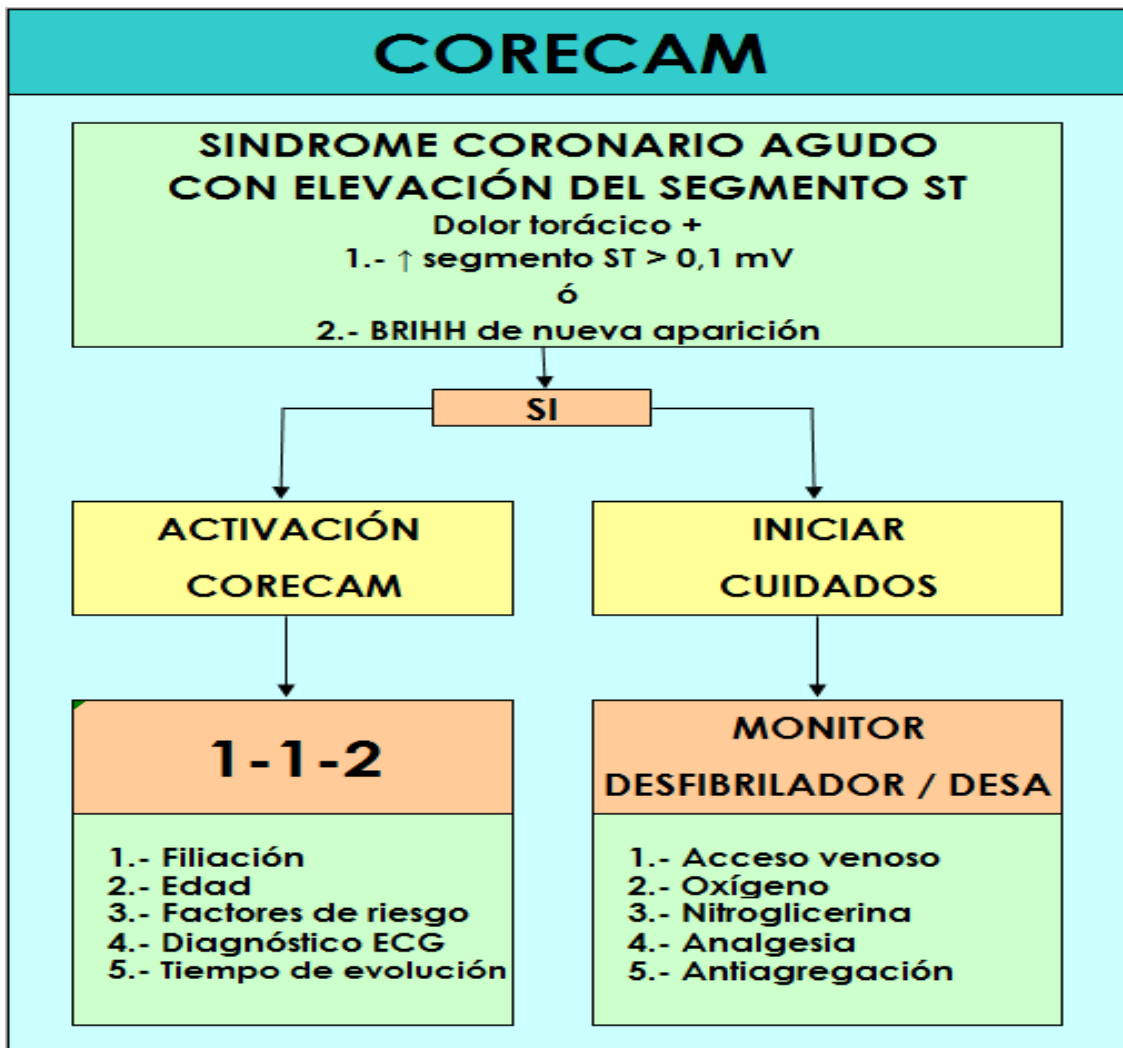 CORECAM
SINDROME CORONARIO AGUDO
CON ELEVACIÓN DEL SEGMENTO ST
Dolor torácico +
1.- ↑ segmento ST > 0,1 mV
ó
2.- BRIHH de nueva aparición
SI
ACTIVACIÓN
CORECAM
INICIAR
CUIDADOS
1-1-2
1.- Filiación
2.- Edad
3.- Factores de riesgo
4.- Diagnóstico ECG
5.- Tiempo de evolución
MONITOR
DESFIBRILADOR / DESA
1.- Acceso venoso
2.- Oxígeno
3.- Nitroglicerina
4.- Analgesia
5.- Antiagregación